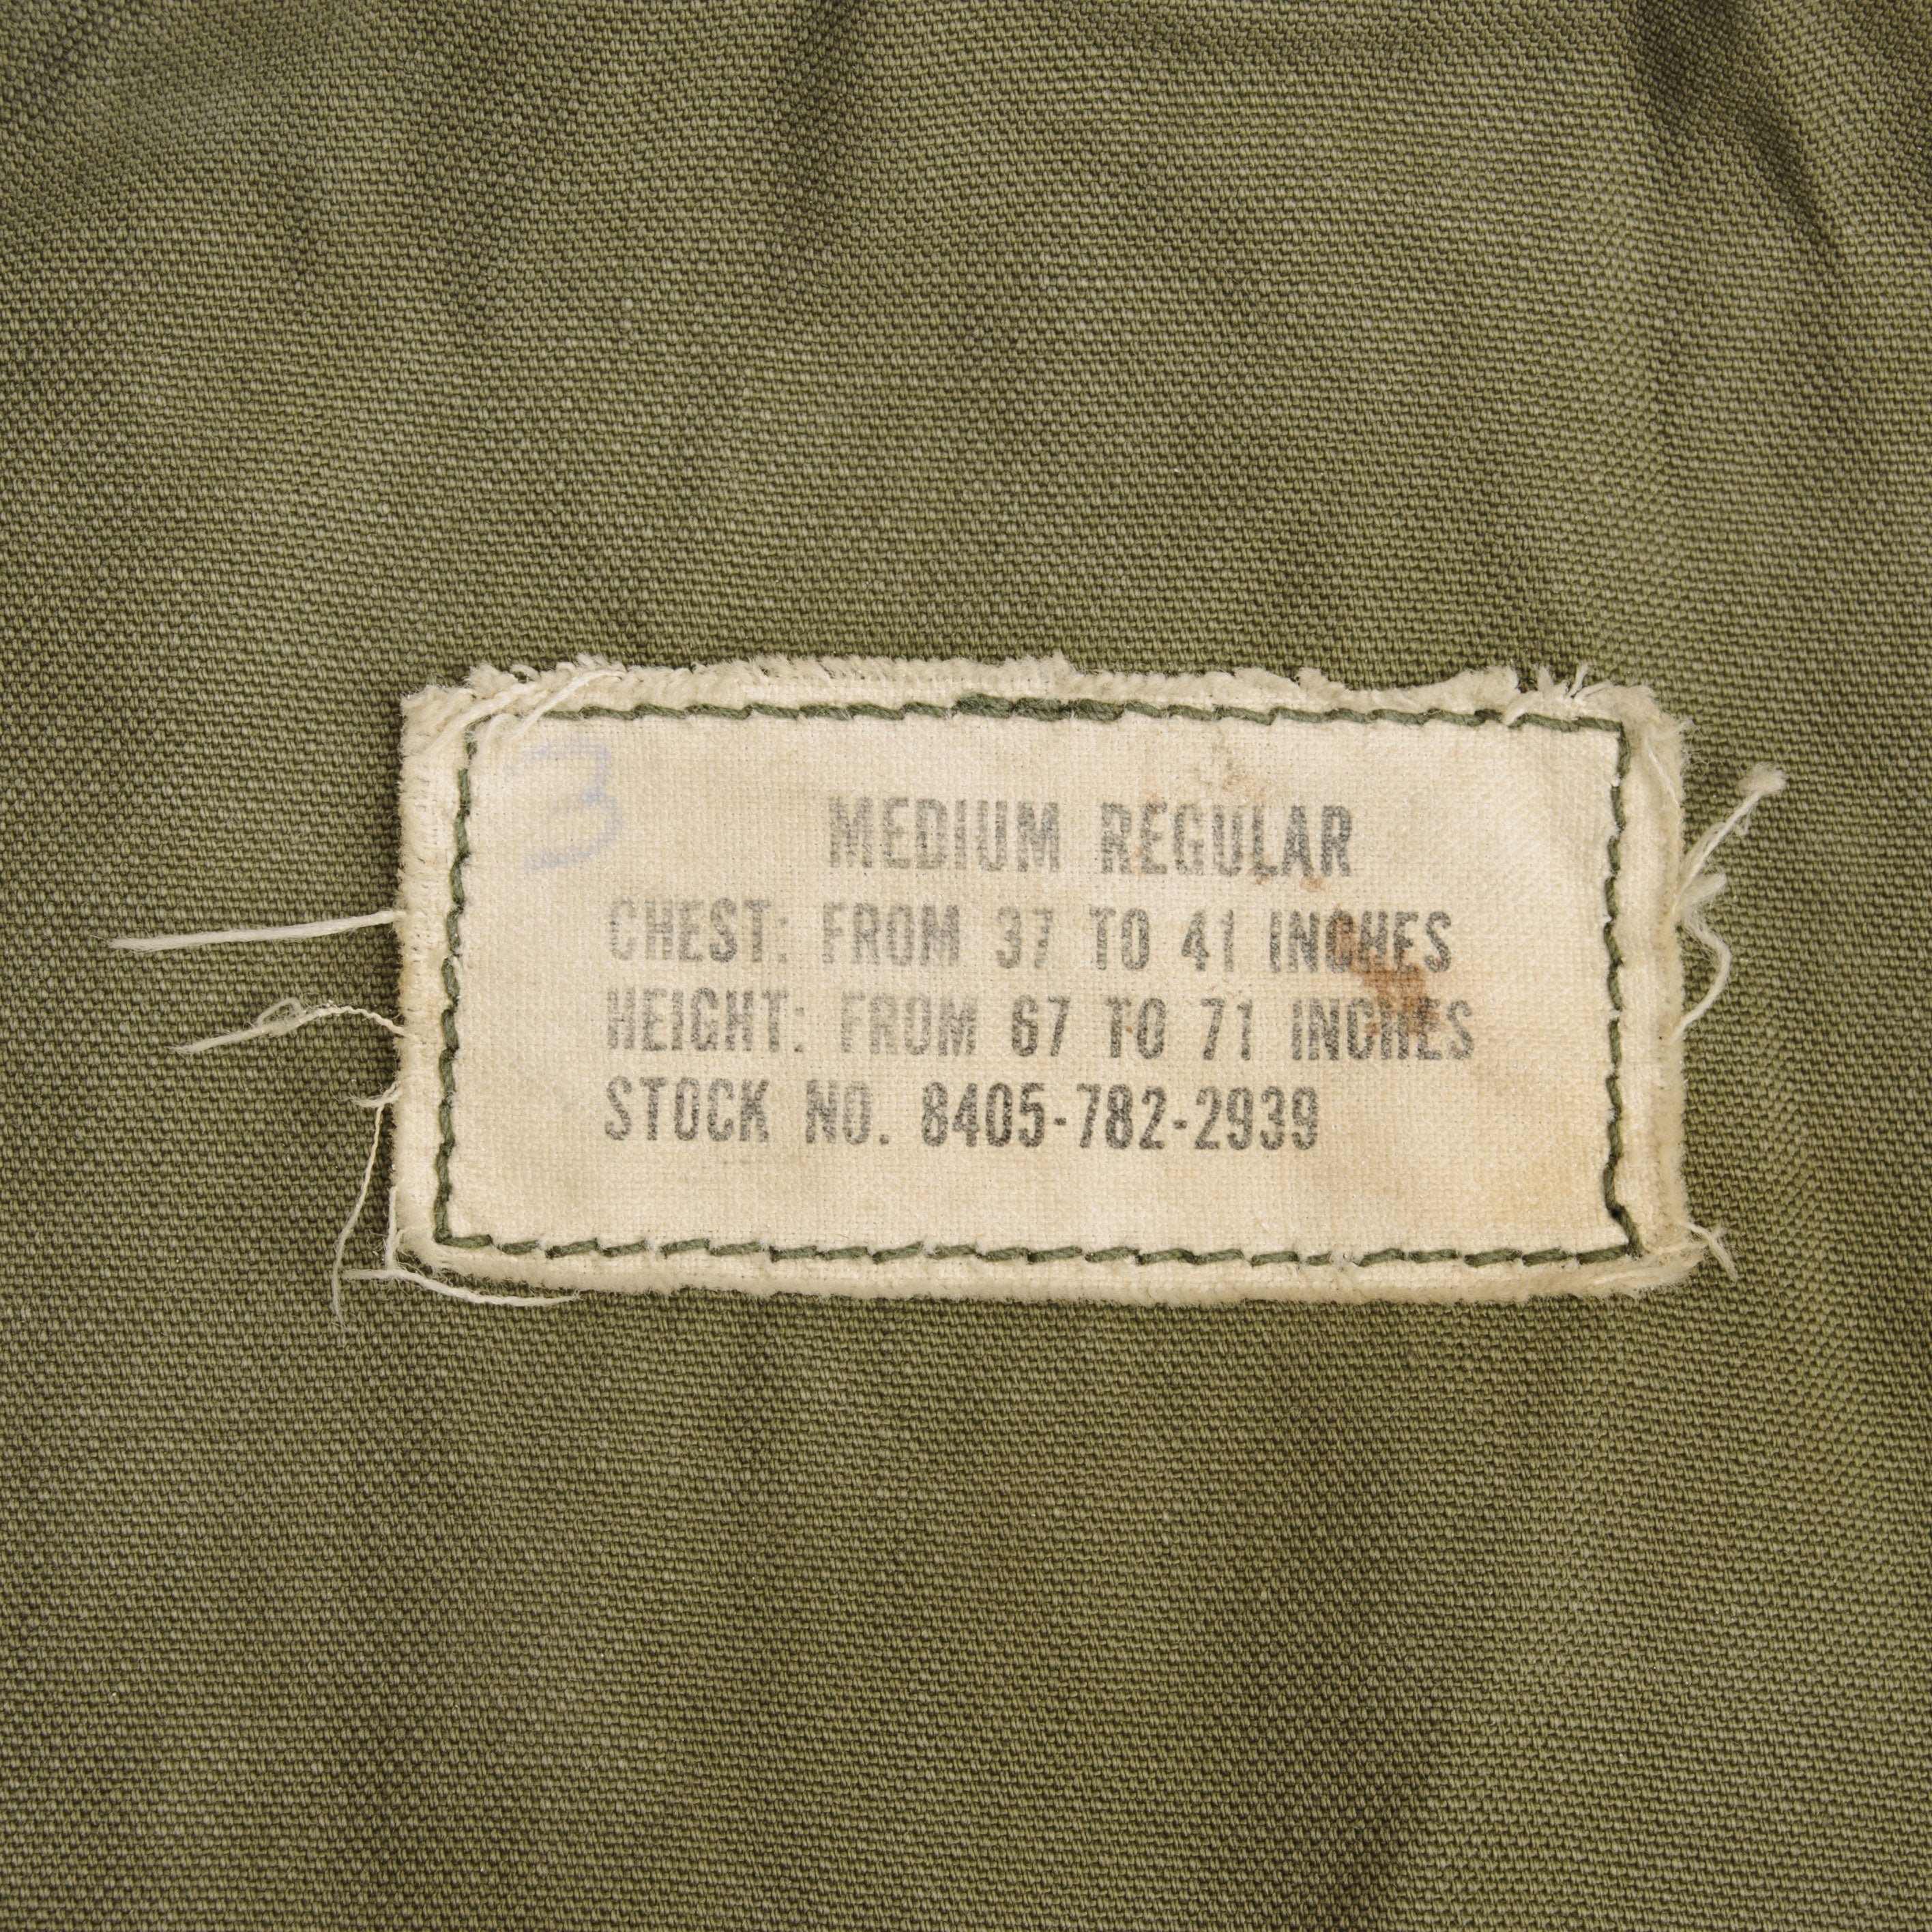 3
MEDIUM REGULAR
CHEST: FROM 37 TO 41 INCHES
HEIGHT: FROM 67 TO 71 INCHES
STOCK NO. 8405-782-2939